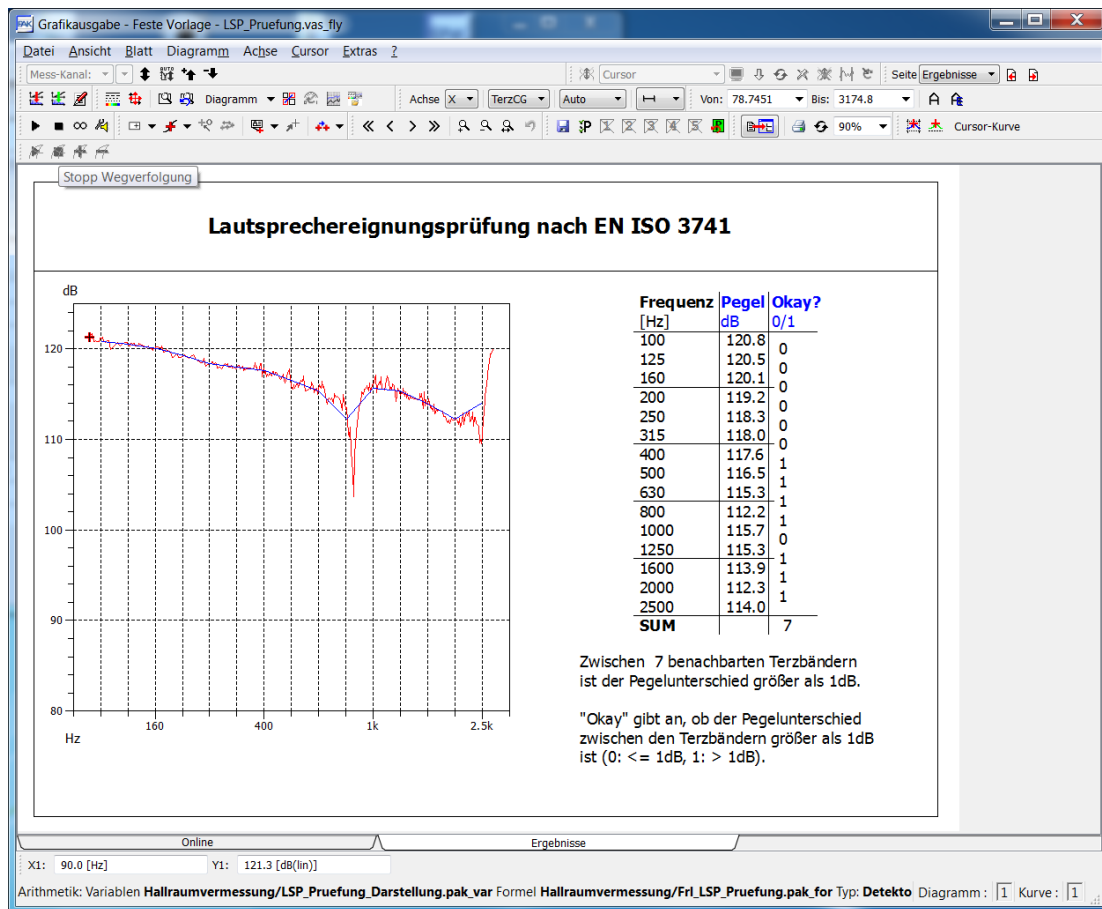 Grafikausgabe - Feste Vorlage - LSP_Pruefung.vas_fly
Datei Ansicht Blatt Diagramm Achse Cursor Extras ?
Mess-Kanal: Cursor Seite Ergebnisse
Diagramm Achse X TerzCG Auto Von: 78.7451 Bis: 3174.8
90% Cursor-Kurve
Stopp Wegverfolgung
Lautsprechereignungsprüfung nach EN ISO 3741
dB
120
110
100
90
80
160 400 1k 2.5k
Hz
Frequenz Pegel Okay?
[Hz] dB 0/1
100 120.8
0
125 120.5
0
160 120.1
0
200 119.2
0
250 118.3
0
315 118.0
0
400 117.6
1
500 116.5
1
630 115.3
1
800 112.2
1
1000 115.7
0
1250 115.3
1
1600 113.9
1
2000 112.3
1
2500 114.0
SUM 7
Zwischen 7 benachbarten Terzbändern
ist der Pegelunterschied größer als 1dB.
"Okay" gibt an, ob der Pegelunterschied
zwischen den Terzbändern größer als 1dB
ist (0: <= 1dB, 1: > 1dB).
Online Ergebnisse
X1: 90.0 [Hz] Y1: 121.3 [dB(lin)]
Arithmetik: Variablen Hallraumvermessung/LSP_Pruefung_Darstellung.pak_var Formel Hallraumvermessung/Frl_LSP_Pruefung.pak_for Typ: Detekto Diagramm : 1 Kurve : 1